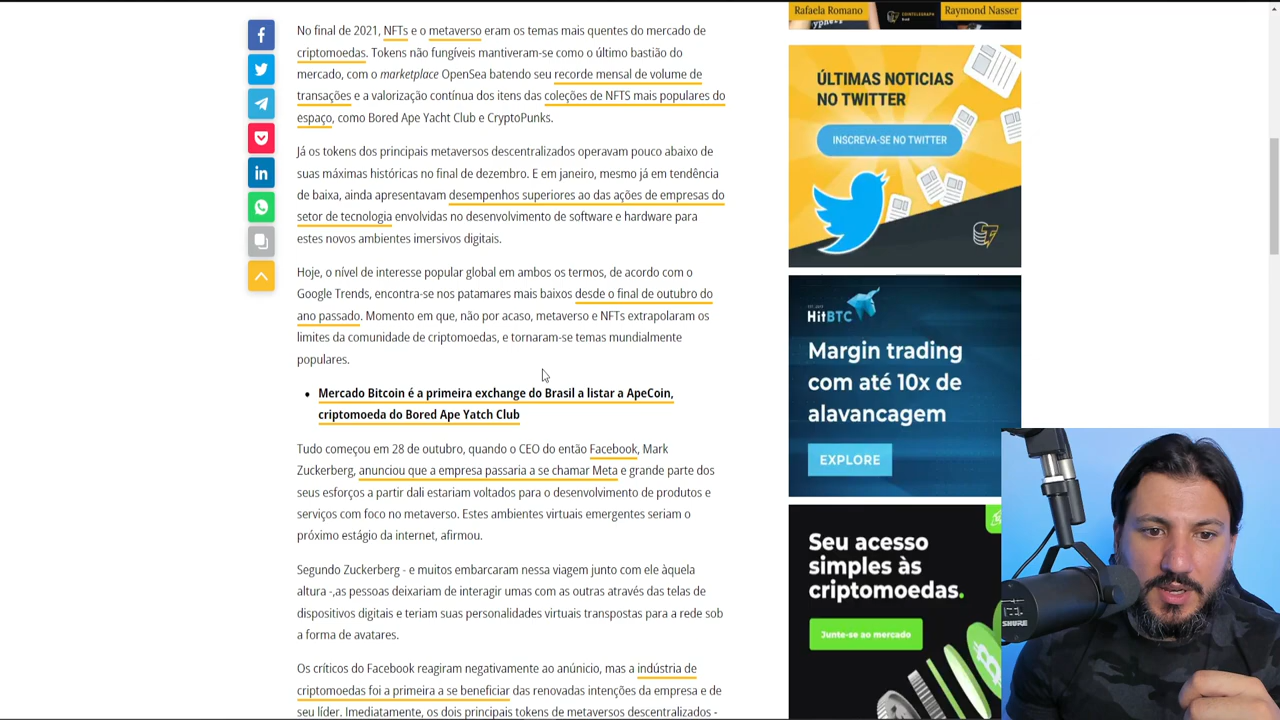 No final de 2021, NFTs e o metaverso eram os temas mais quentes do mercado de
criptomoedas. Tokens não fungíveis mantiveram-se como o último bastião do
mercado, com o marketplace OpenSea batendo seu recorde mensal de volume de
transações e a valorização contínua dos itens das coleções de NFTS mais populares do
espaço, como Bored Ape Yacht Club e CryptoPunks.
Já os tokens dos principais metaversos descentralizados operavam pouco abaixo de
suas máximas históricas no final de dezembro. E em janeiro, mesmo já em tendência
de baixa, ainda apresentavam desempenhos superiores ao das ações de empresas do
setor de tecnologia envolvidas no desenvolvimento de software e hardware para
estes novos ambientes imersivos digitais.
Hoje, o nível de interesse popular global em ambos os termos, de acordo com o
Google Trends, encontra-se nos patamares mais baixos desde o final de outubro do
ano passado. Momento em que, não por acaso, metaverso e NFTs extrapolaram os
limites da comunidade de criptomoedas, e tornaram-se temas mundialmente
populares.
• Mercado Bitcoin é a primeira exchange do Brasil a listar a ApeCoin,
criptomoeda do Bored Ape Yatch Club
Tudo começou em 28 de outubro, quando o CEO do então Facebook, Mark
Zuckerberg, anunciou que a empresa passaria a se chamar Meta e grande parte dos
seus esforços a partir dali estariam voltados para o desenvolvimento de produtos e
serviços com foco no metaverso. Estes ambientes virtuais emergentes seriam o
próximo estágio da internet, afirmou.
Segundo Zuckerberg - e muitos embarcaram nessa viagem junto com ele àquela
altura -,as pessoas deixariam de interagir umas com as outras através das telas de
dispositivos digitais e teriam suas personalidades virtuais transpostas para a rede sob
a forma de avatares.
Os críticos do Facebook reagiram negativamente ao anúncio, mas a indústria de
criptomoedas foi a primeira a se beneficiar das renovadas intenções da empresa e de
seu líder. Imediatamente, os dois principais tokens de metaversos descentralizados -
Rafaela Romano
COINTELEGRAPH
Raymond Nasser
ÚLTIMAS NOTICIAS
NO TWITTER
INSCREVA-SE NO TWITTER
HitBTC
Margin trading
com até 10x de
alavancagem
EXPLORE
Seu acesso
simples às
criptomoedas.
Junte-se ao mercado
SHURE